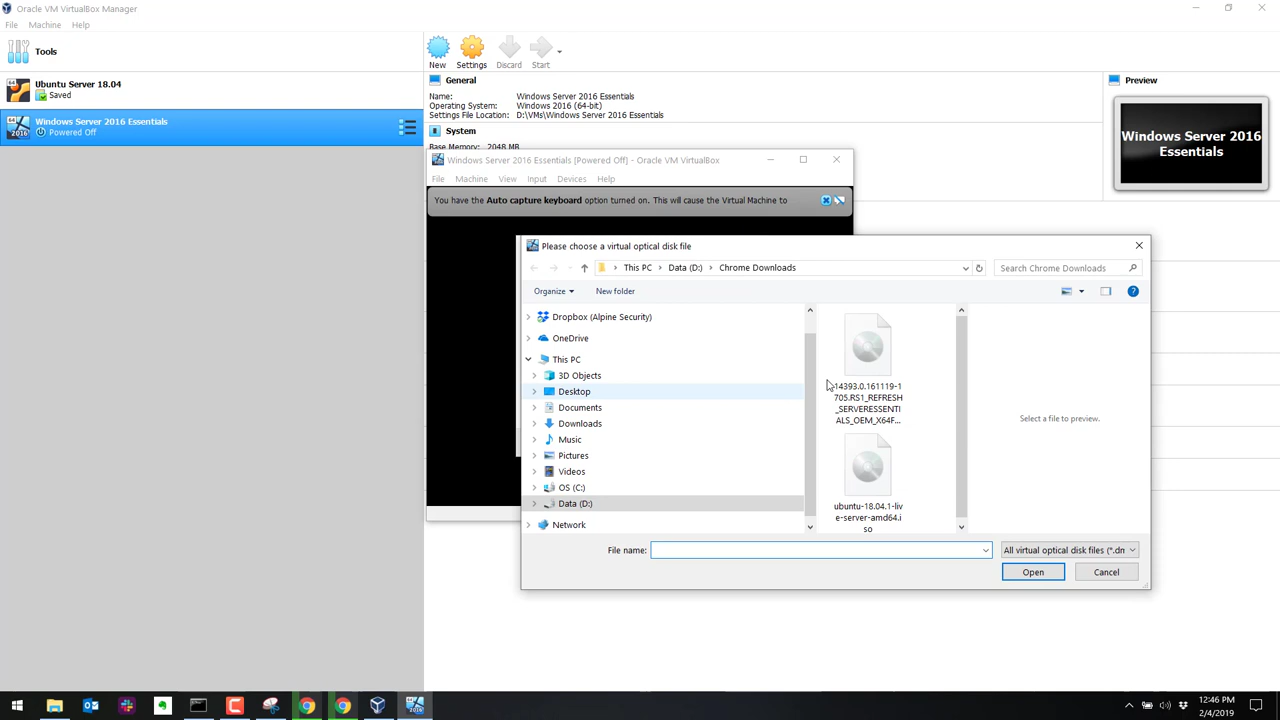 Oracle VM VirtualBox Manager
File Machine Help
Tools
New Settings Discard Start
64
Ubuntu Server 18.04
Saved
64
2016
Windows Server 2016 Essentials
Powered Off
General
Name: Windows Server 2016 Essentials
Operating System: Windows 2016 (64-bit)
Settings File Location: D:\VMs\Windows Server 2016 Essentials
System
Base Memory: 2048 MB
Preview
Windows Server 2016
Essentials
Windows Server 2016 Essentials [Powered Off] - Oracle VM VirtualBox
File Machine View Input Devices Help
You have the Auto capture keyboard option turned on. This will cause the Virtual Machine to
Please choose a virtual optical disk file
This PC Data (D:) Chrome Downloads
Search Chrome Downloads
Organize New folder
Dropbox (Alpine Security)
OneDrive
This PC
3D Objects
Desktop
Documents
Downloads
Music
Pictures
Videos
OS (C:)
Data (D:)
Network
14393.0.161119-1
705.RS1_REFRESH
_SERVERESSENTI
ALS_OEM_X64F...
ubuntu-18.04.1-liv
e-server-amd64.i
so
Select a file to preview.
File name:
All virtual optical disk files (*.dn
Open Cancel
12:46 PM
2/4/2019